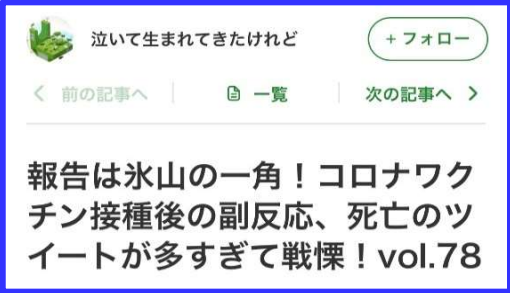 泣いて生まれてきたけれど
+ フォロー
前の記事へ
一覧
次の記事へ
報告は氷山の一角！コロナワク
チン接種後の副反応、死亡のツ
イートが多すぎて戦慄！vol.78